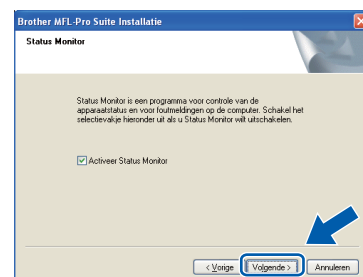 Brother MFL-Pro Suite Installatie
Status Monitor
Status Monitor is een programma voor controle van de
apparaatstatus en voor foutmeldingen op de computer. Schakel het
selectievakje hieronder uit als u Status Monitor wilt uitschakelen.
Activeer Status Monitor
< Vorige
Volgende >
Annuleren